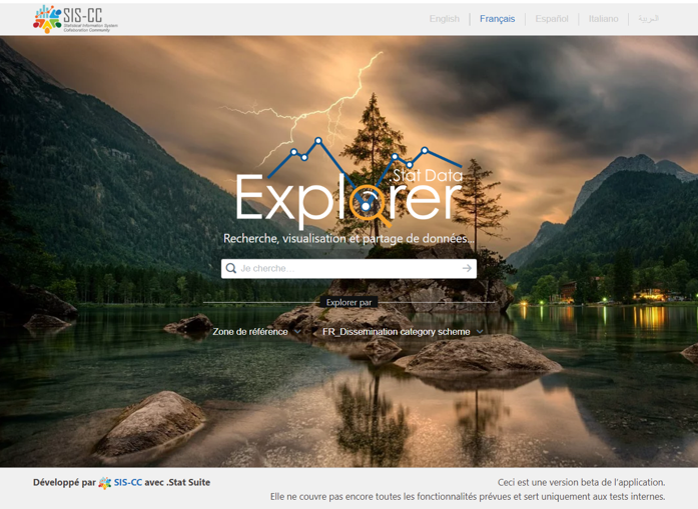 SIS-CC
Statistical Information System
Collaboration Community
English
Français
Español
Italiano
العربية
.Stat Data
Explorer
Recherche, visualisation et partage de données...
Je cherche...
Explorer par
Zone de référence
FR_Dissemination category scheme
Développé par SIS-CC avec .Stat Suite
Ceci est une version beta de l'application.
Elle ne couvre pas encore toutes les fonctionnalités prévues et sert uniquement aux tests internes.